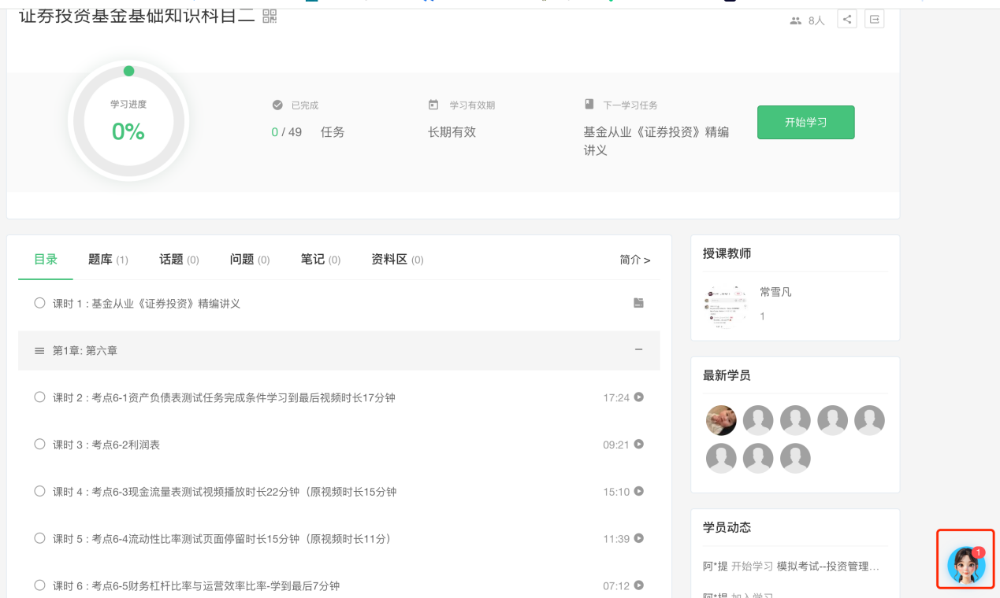 证券投资基金基础知识科目二
8人
学习进度
0%
已完成
0 / 49 任务
学习有效期
长期有效
下一学习任务
基金从业《证券投资》精编
讲义
开始学习
目录 题库 (1) 话题 (0) 问题 (0) 笔记 (0) 资料区 (0) 简介 >
课时 1 : 基金从业《证券投资》精编讲义
第1章: 第六章
课时 2 : 考点6-1资产负债表测试任务完成条件学习到最后视频时长17分钟 17:24
课时 3 : 考点6-2利润表 09:21
课时 4 : 考点6-3现金流量表测试视频播放时长22分钟（原视频时长15分钟 15:10
课时 5 : 考点6-4流动性比率测试页面停留时长15分钟（原视频时长11分） 11:39
课时 6 : 考点6-5财务杠杆比率与运营效率比率-学到最后7分钟 07:12
授课教师
常雪凡
1
最新学员
学员动态
阿*提 开始学习 模拟考试--投资管理...
阿*提 加入学习
1